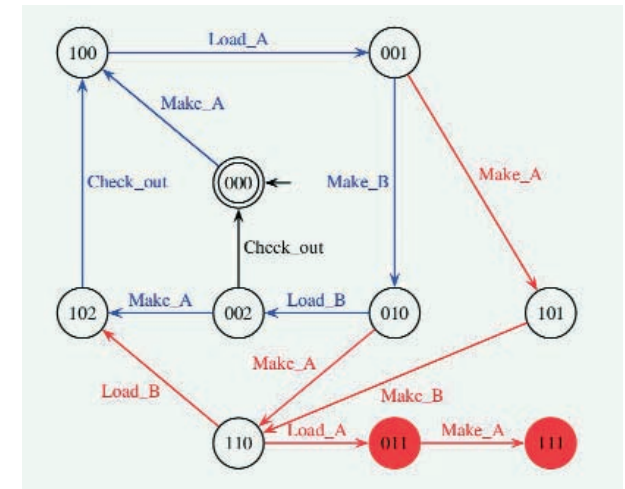 Load_A
100
001
Make_A
Make_A
000
Check_out
Make_B
Check_out
Make_A
Load_B
102
002
010
101
Make_A
Load_B
Make_B
Load_A
Make_A
110
011
111